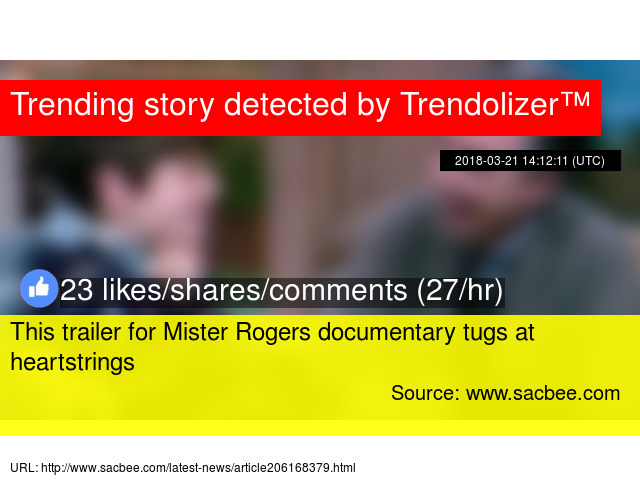 Trending story detected by Trendolizer™
2018-03-21 14:12:11 (UTC)
23 likes/shares/comments (27/hr)
This trailer for Mister Rogers documentary tugs at
heartstrings
Source: www.sacbee.com
URL: http://www.sacbee.com/latest-news/article206168379.html